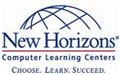 New Horizons®
Computer Learning Centers
CHOOSE. LEARN. SUCCEED.